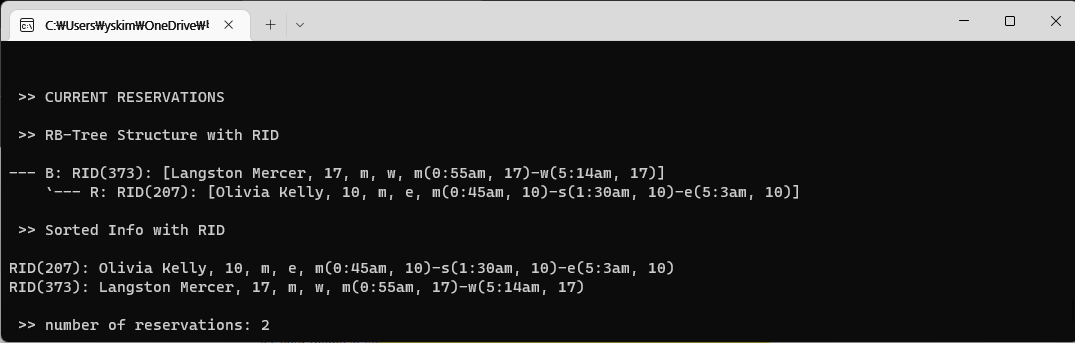 C:₩Users₩yskim₩OneDrive₩
>> CURRENT RESERVATIONS
>> RB-Tree Structure with RID
--- B: RID(373): [Langston Mercer, 17, m, w, m(0:55am, 17)-w(5:14am, 17)]
`--- R: RID(207): [Olivia Kelly, 10, m, e, m(0:45am, 10)-s(1:30am, 10)-e(5:3am, 10)]
>> Sorted Info with RID
RID(207): Olivia Kelly, 10, m, e, m(0:45am, 10)-s(1:30am, 10)-e(5:3am, 10)
RID(373): Langston Mercer, 17, m, w, m(0:55am, 17)-w(5:14am, 17)
>> number of reservations: 2